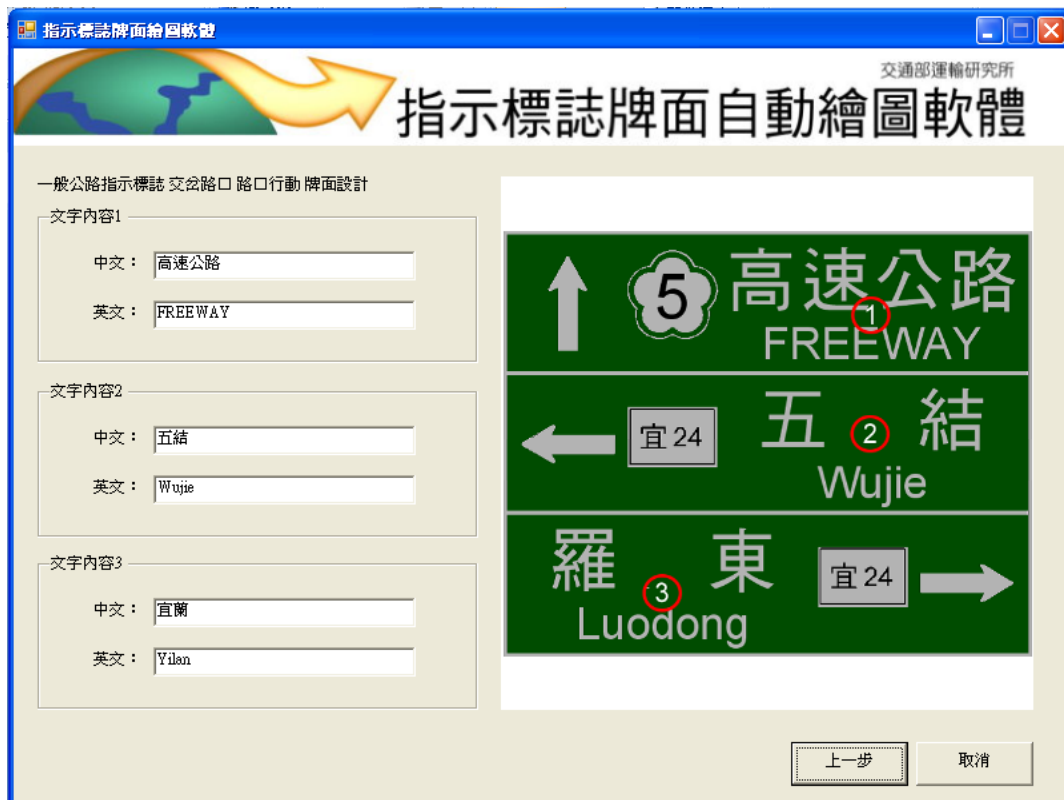 指示標誌牌面繪圖軟體
交通部運輸研究所
指示標誌牌面自動繪圖軟體
一般公路指示標誌 交岔路口 路口行動 牌面設計
文字內容1
中文： 高速公路
英文： FREEWAY
文字內容2
中文： 五結
英文： Wujie
文字內容3
中文： 宜蘭
英文： Yilan
5 高速公路
1
FREEWAY
宜24 五 結
2
Wujie
羅 東 宜24
3
Luodong
上一步 取消